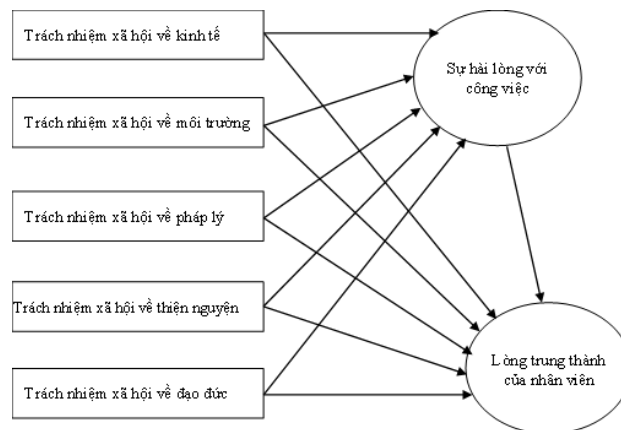 Trách nhiệm xã hội về kinh tế
Sự hài lòng với
công việc
Trách nhiệm xã hội về môi trường
Trách nhiệm xã hội về pháp lý
Trách nhiệm xã hội về thiện nguyện
Lòng trung thành
của nhân viên
Trách nhiệm xã hội về đạo đức